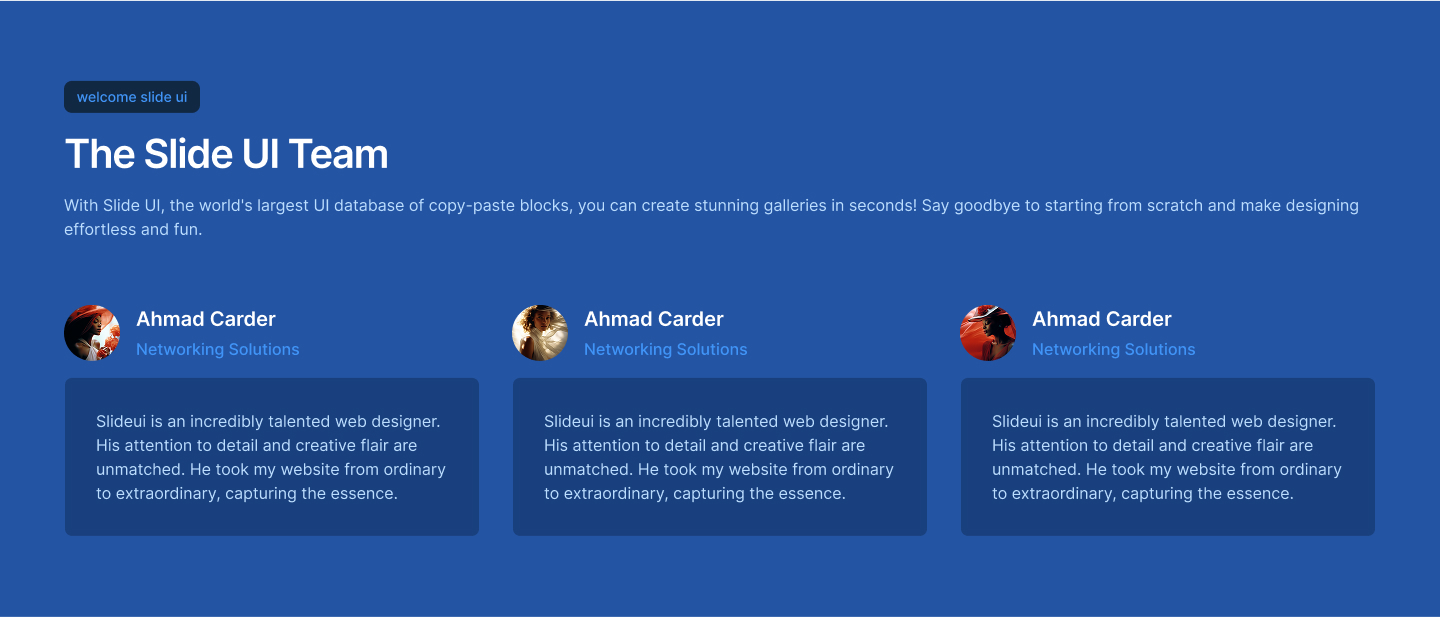 welcome slide ui
The Slide UI Team
With Slide UI, the world's largest UI database of copy-paste blocks, you can create stunning galleries in seconds! Say goodbye to starting from scratch and make designing
effortless and fun.
Ahmad Carder
Networking Solutions
Slideui is an incredibly talented web designer.
His attention to detail and creative flair are
unmatched. He took my website from ordinary
to extraordinary, capturing the essence.
Ahmad Carder
Networking Solutions
Slideui is an incredibly talented web designer.
His attention to detail and creative flair are
unmatched. He took my website from ordinary
to extraordinary, capturing the essence.
Ahmad Carder
Networking Solutions
Slideui is an incredibly talented web designer.
His attention to detail and creative flair are
unmatched. He took my website from ordinary
to extraordinary, capturing the essence.